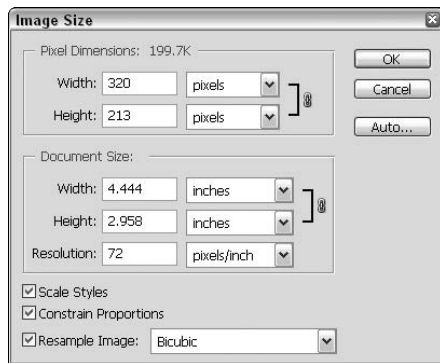 Image Size
Pixel Dimensions: 199.7K
Width: 320 pixels
Height: 213 pixels
OK
Cancel
Auto...
Document Size:
Width: 4.444 inches
Height: 2.958 inches
Resolution: 72 pixels/inch
Scale Styles
Constrain Proportions
Resample Image: Bicubic